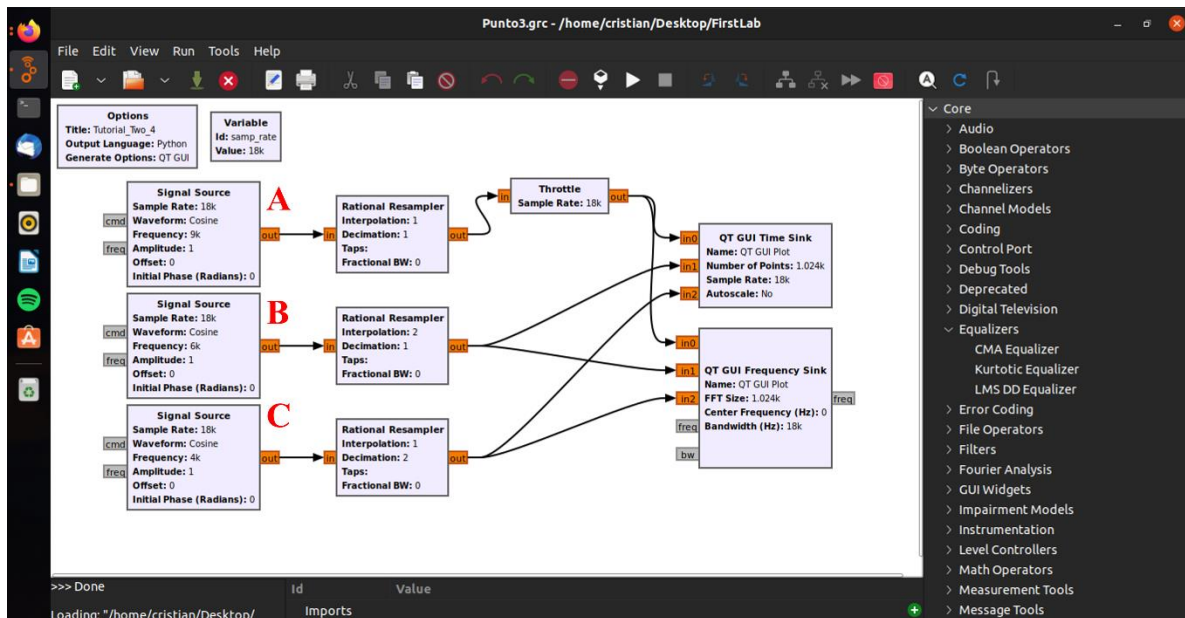 Punto3.grc - /home/cristian/Desktop/FirstLab
File Edit View Run Tools Help
Options
Title: Tutorial_Two_4
Output Language: Python
Generate Options: QT GUI
Variable
Id: samp_rate
Value: 18k
Signal Source
Sample Rate: 18k
Waveform: Cosine
Frequency: 9k
Amplitude: 1
Offset: 0
Initial Phase (Radians): 0
cmd
freq
out
A
Rational Resampler
Interpolation: 1
Decimation: 1
Taps:
Fractional BW: 0
in
out
Throttle
Sample Rate: 18k
in
out
Signal Source
Sample Rate: 18k
Waveform: Cosine
Frequency: 6k
Amplitude: 1
Offset: 0
Initial Phase (Radians): 0
cmd
freq
out
B
Rational Resampler
Interpolation: 2
Decimation: 1
Taps:
Fractional BW: 0
in
out
Signal Source
Sample Rate: 18k
Waveform: Cosine
Frequency: 4k
Amplitude: 1
Offset: 0
Initial Phase (Radians): 0
cmd
freq
out
C
Rational Resampler
Interpolation: 1
Decimation: 2
Taps:
Fractional BW: 0
in
out
QT GUI Time Sink
Name: QT GUI Plot
Number of Points: 1.024k
Sample Rate: 18k
Autoscale: No
in0
in1
in2
QT GUI Frequency Sink
Name: QT GUI Plot
FFT Size: 1.024k
Center Frequency (Hz): 0
Bandwidth (Hz): 18k
in0
in1
in2
freq
bw
freq
Core
Audio
Boolean Operators
Byte Operators
Channelizers
Channel Models
Coding
Control Port
Debug Tools
Deprecated
Digital Television
Equalizers
CMA Equalizer
Kurtotic Equalizer
LMS DD Equalizer
Error Coding
File Operators
Filters
Fourier Analysis
GUI Widgets
Impairment Models
Instrumentation
Level Controllers
Math Operators
Measurement Tools
Message Tools
>>> Done
Loading: "/home/cristian/Desktop/
Id Value
Imports